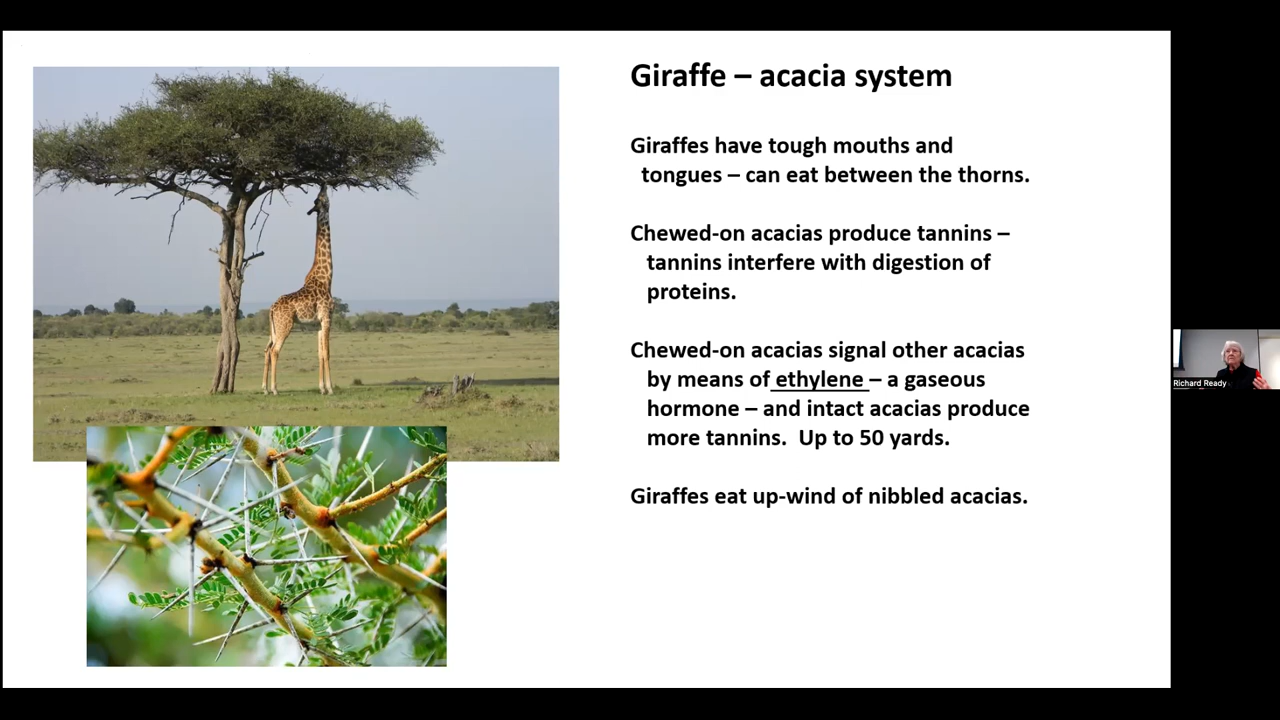 Giraffe – acacia system
Giraffes have tough mouths and
tongues – can eat between the thorns.
Chewed-on acacias produce tannins –
tannins interfere with digestion of
proteins.
Chewed-on acacias signal other acacias
by means of ethylene – a gaseous
hormone – and intact acacias produce
more tannins.  Up to 50 yards.
Giraffes eat up-wind of nibbled acacias.
Richard Ready